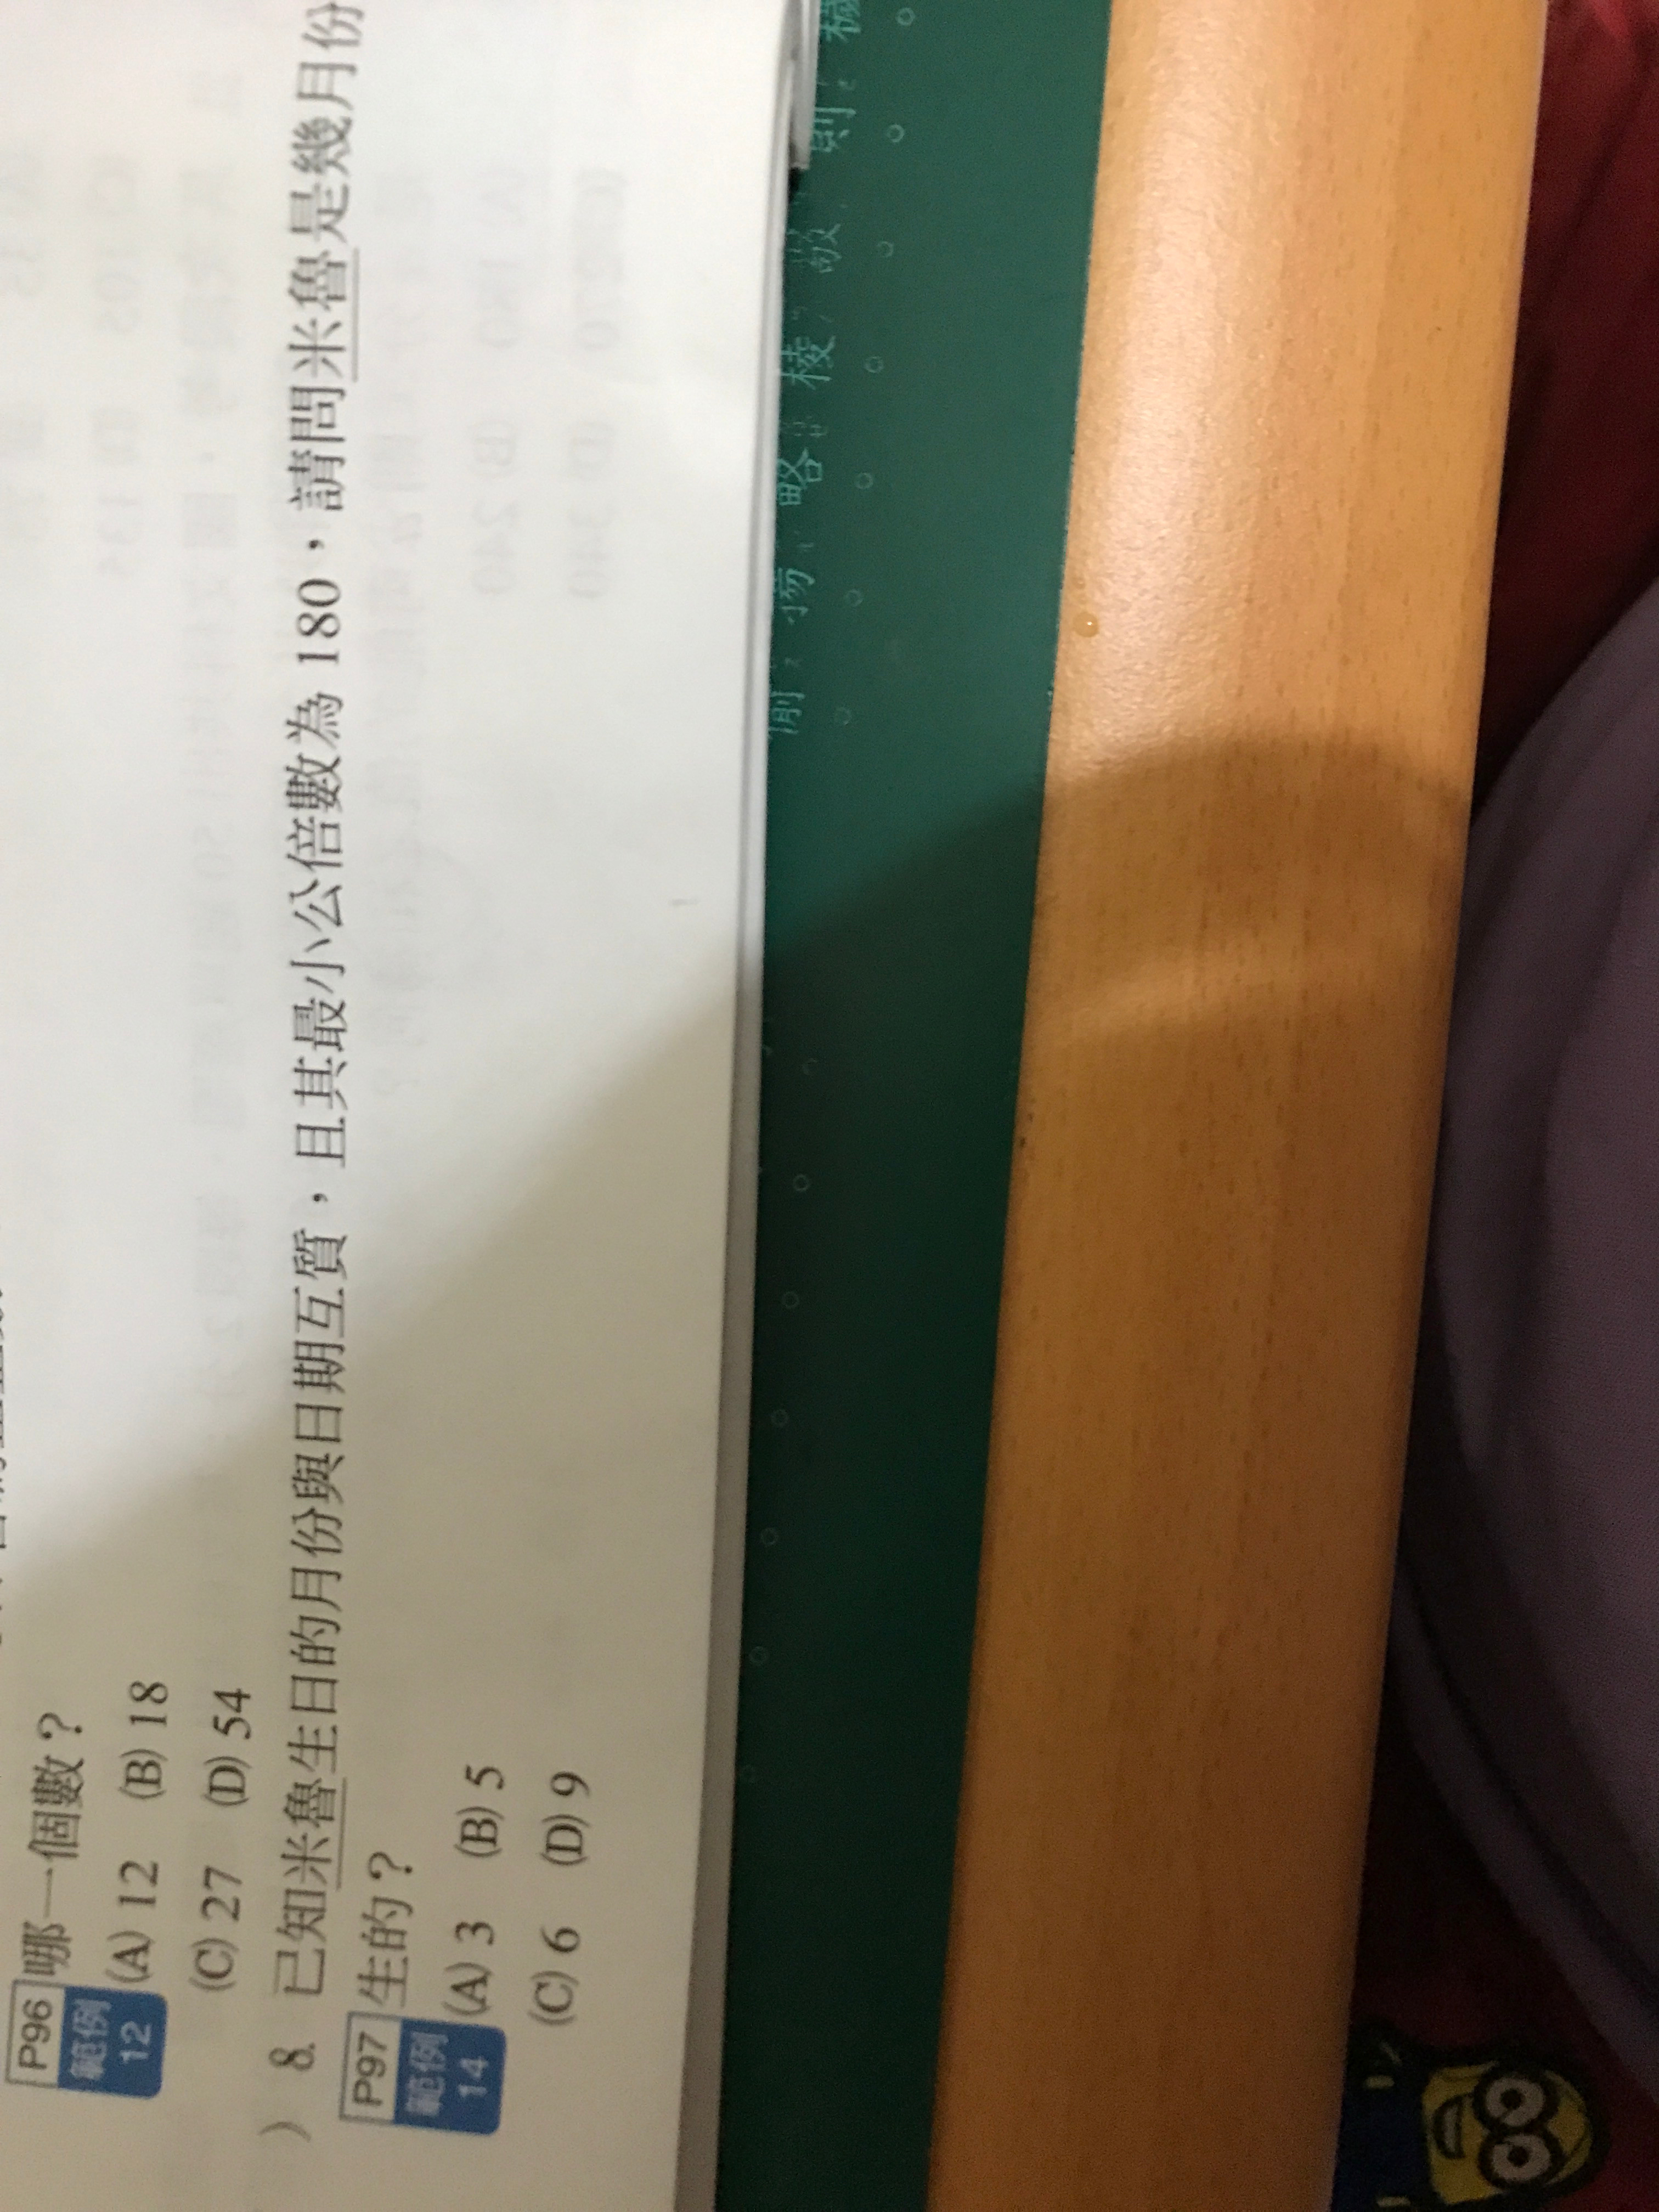 P96 哪一個數？
範例
12
(A) 12 (B) 18
(C) 27 (D) 54
) 8. 已知米魯生日的月份與日期互質，且其最小公倍數為 180，請問米魯是幾月份
P97 生的？
範例
14
(A) 3 (B) 5
(C) 6 (D) 9